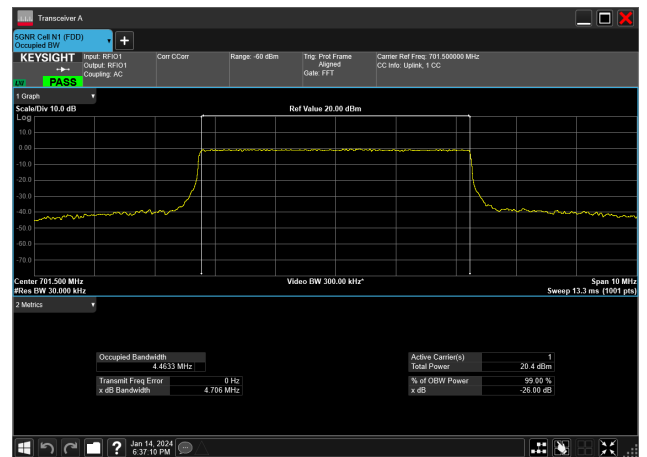 Transceiver A
5GNR Cell N1 (FDD)
Occupied BW
KEYSIGHT Input: RFIO1 Corr CCorr Range: -60 dBm Trig: Prot Frame Carrier Ref Freq: 701.500000 MHz
Output: RFIO1 Aligned CC Info: Uplink, 1 CC
Coupling: AC Gate: FFT
PASS
1 Graph
Scale/Div 10.0 dB Ref Value 20.00 dBm
Log
10.0
0.00
-10.0
-20.0
-30.0
-40.0
-50.0
-60.0
-70.0
Center 701.500 MHz Video BW 300.00 kHz* Span 10 MHz
#Res BW 30.000 kHz Sweep 13.3 ms (1001 pts)
2 Metrics
Occupied Bandwidth Active Carrier(s) 1
4.4633 MHz Total Power 20.4 dBm
Transmit Freq Error 0 Hz % of OBW Power 99.00 %
x dB Bandwidth 4.706 MHz x dB -26.00 dB
Jan 14, 2024
6:37:10 PM